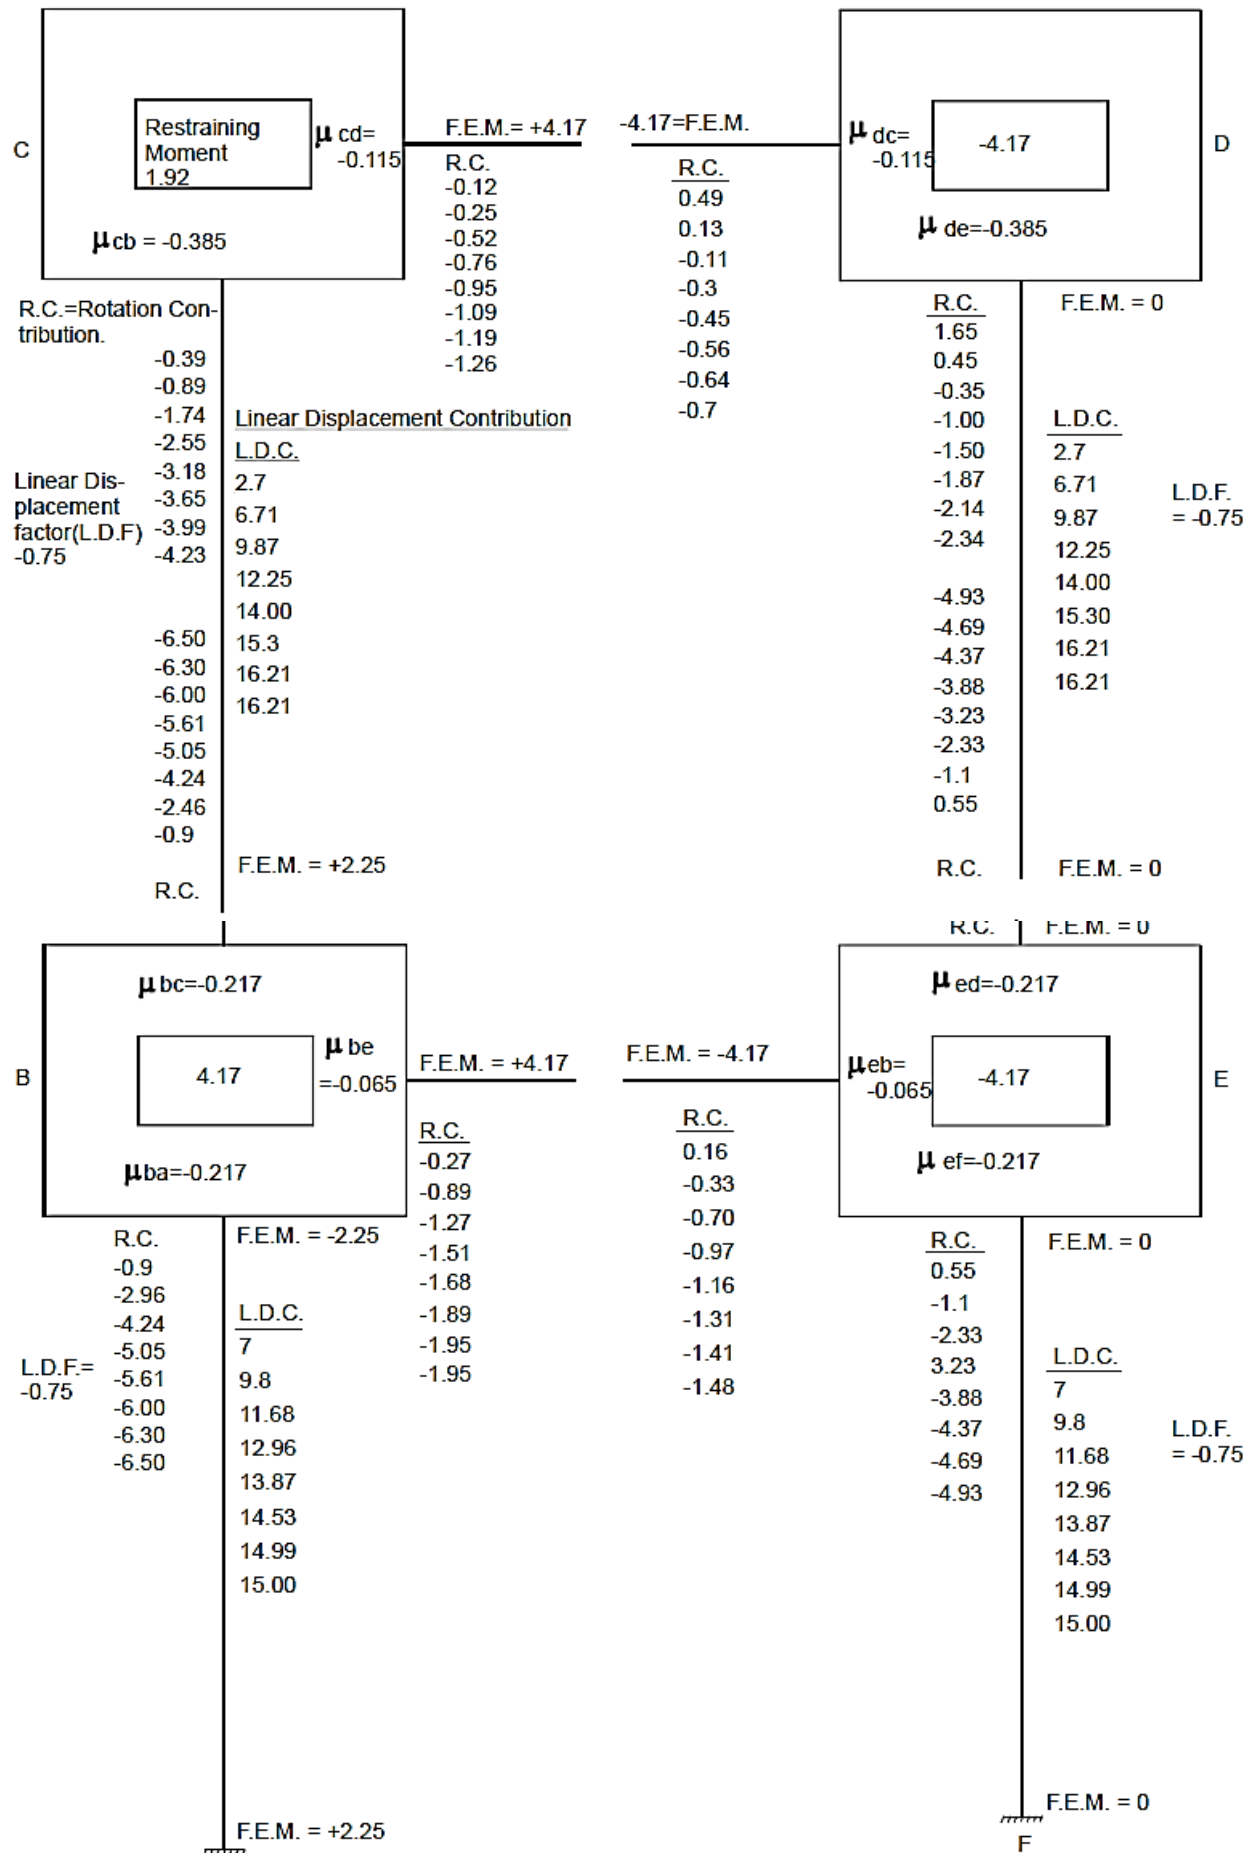 C
Restraining
Moment
1.92
μ cd=
-0.115
μ cb = -0.385
F.E.M.= +4.17
R.C.
-0.12
-0.25
-0.52
-0.76
-0.95
-1.09
-1.19
-1.26
-4.17=F.E.M.
R.C.
0.49
0.13
-0.11
-0.3
-0.45
-0.56
-0.64
-0.7
μ dc=
-0.115
-4.17
μ de=-0.385
D
R.C.=Rotation Con-
tribution.
-0.39
-0.89
-1.74
-2.55
-3.18
-3.65
-3.99
-4.23
Linear Dis-
placement
factor(L.D.F)
-0.75
Linear Displacement Contribution
L.D.C.
2.7
6.71
9.87
12.25
14.00
15.3
16.21
16.21
-6.50
-6.30
-6.00
-5.61
-5.05
-4.24
-2.46
-0.9
R.C.
F.E.M. = +2.25
R.C.
1.65
0.45
-0.35
-1.00
-1.50
-1.87
-2.14
-2.34
-4.93
-4.69
-4.37
-3.88
-3.23
-2.33
-1.1
0.55
R.C.
F.E.M. = 0
L.D.C.
2.7
6.71
9.87
12.25
14.00
15.30
16.21
16.21
L.D.F.
= -0.75
F.E.M. = 0
R.C.
F.E.M. = 0
B
μ bc=-0.217
4.17
μ be
=-0.065
μba=-0.217
F.E.M. = +4.17
R.C.
-0.27
-0.89
-1.27
-1.51
-1.68
-1.89
-1.95
-1.95
F.E.M. = -4.17
R.C.
0.16
-0.33
-0.70
-0.97
-1.16
-1.31
-1.41
-1.48
μ ed=-0.217
μeb=
-0.065
-4.17
μ ef=-0.217
E
R.C.
-0.9
-2.96
-4.24
-5.05
-5.61
-6.00
-6.30
-6.50
L.D.F.=
-0.75
F.E.M. = -2.25
L.D.C.
7
9.8
11.68
12.96
13.87
14.53
14.99
15.00
F.E.M. = +2.25
R.C.
0.55
-1.1
-2.33
3.23
-3.88
-4.37
-4.69
-4.93
F.E.M. = 0
L.D.C.
7
9.8
11.68
12.96
13.87
14.53
14.99
15.00
L.D.F.
= -0.75
F.E.M. = 0
F